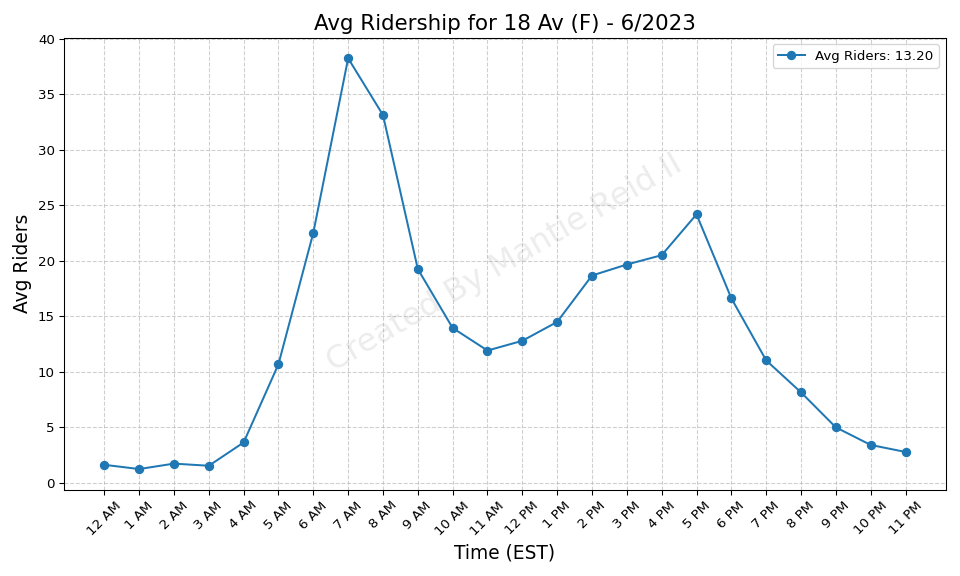 Avg Ridership for 18 Av (F) - 6/2023
Avg Riders: 13.20
Avg Riders
40
35
30
25
20
15
10
5
0
Created By Mantie Reid II
12 AM
1 AM
2 AM
3 AM
4 AM
5 AM
6 AM
7 AM
8 AM
9 AM
10 AM
11 AM
12 PM
1 PM
2 PM
3 PM
4 PM
5 PM
6 PM
7 PM
8 PM
9 PM
10 PM
11 PM
Time (EST)